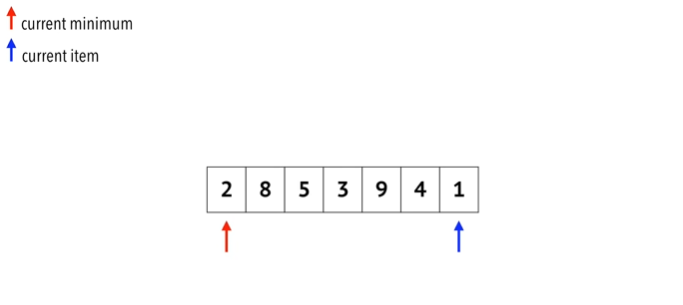 current minimum
current item
2 8 5 3 9 4 1